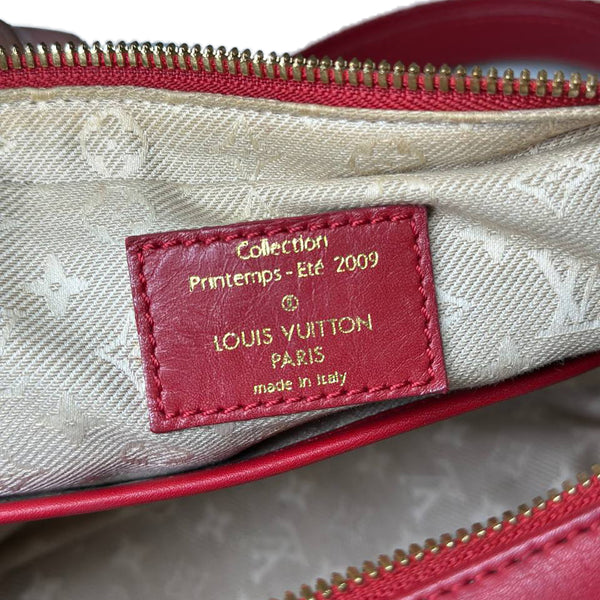 Collection
Printemps - Eté 2009
LOUIS VUITTON
PARIS
made in Italy